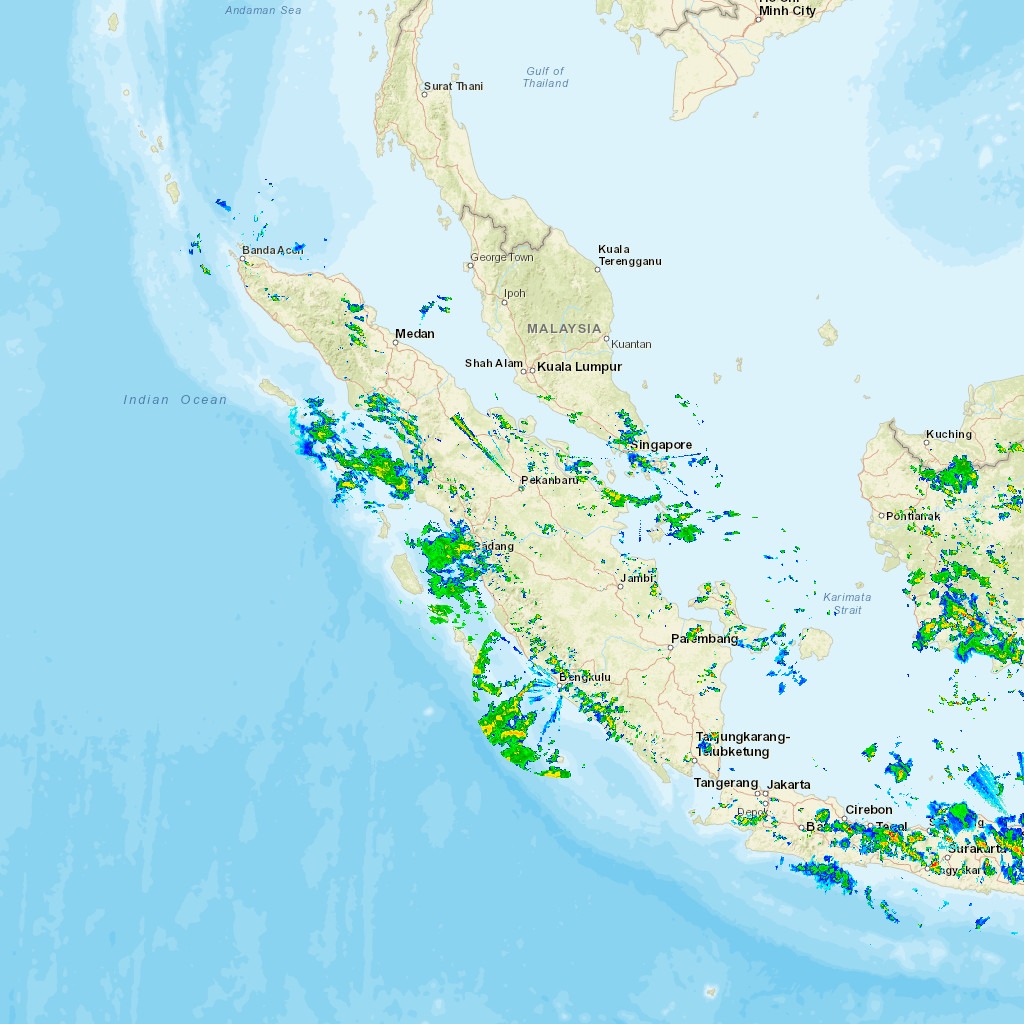 Andaman Sea
Minh City
Gulf of
Thailand
Surat Thani
Banda Aceh
George Town
Kuala
Terengganu
Ipoh
MALAYSIA
Medan
Kuantan
Shah Alam
Kuala Lumpur
Indian Ocean
Singapore
Kuching
Pekanbaru
Pontianak
Padang
Jambi
Karimata
Strait
Palembang
Bengkulu
Tanjungkarang-
Telubketung
Tangerang
Jakarta
Depok
Cirebon
Tegal
Surakarta